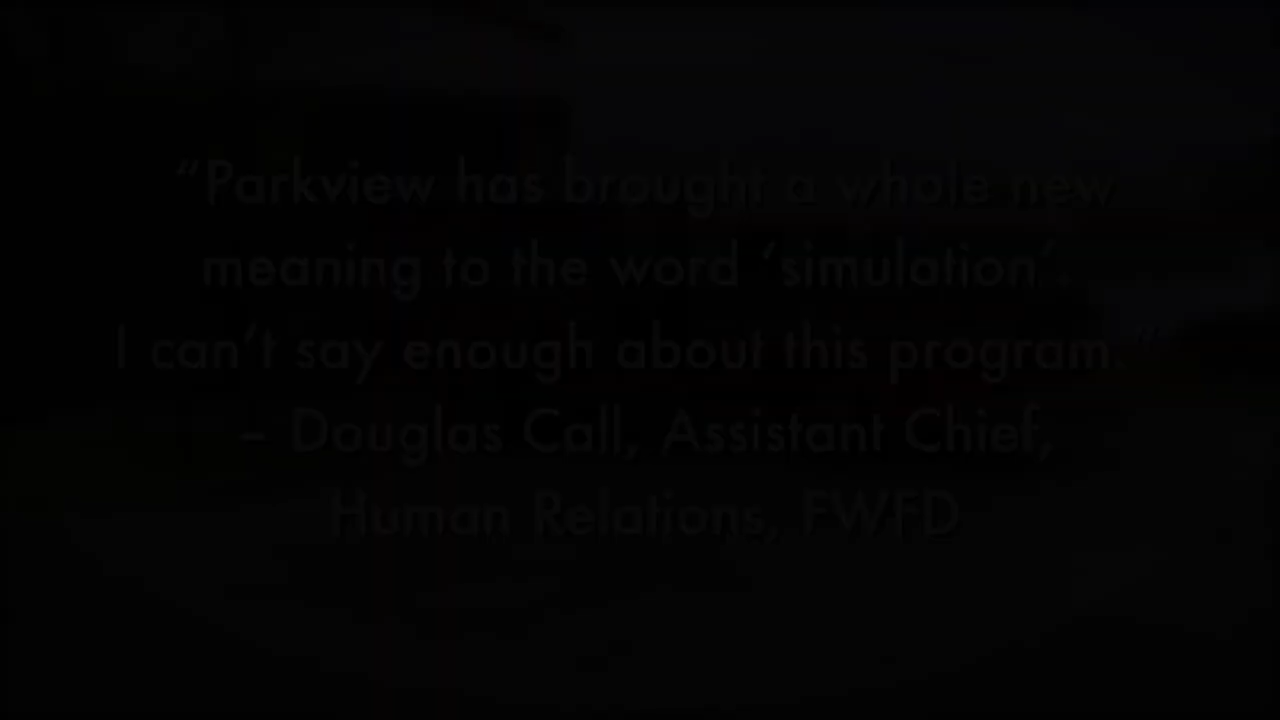 “Parkview has brought a whole new
meaning to the word ‘simulation’.
I can’t say enough about this program.”
– Douglas Call, Assistant Chief,
Human Relations, FWFD